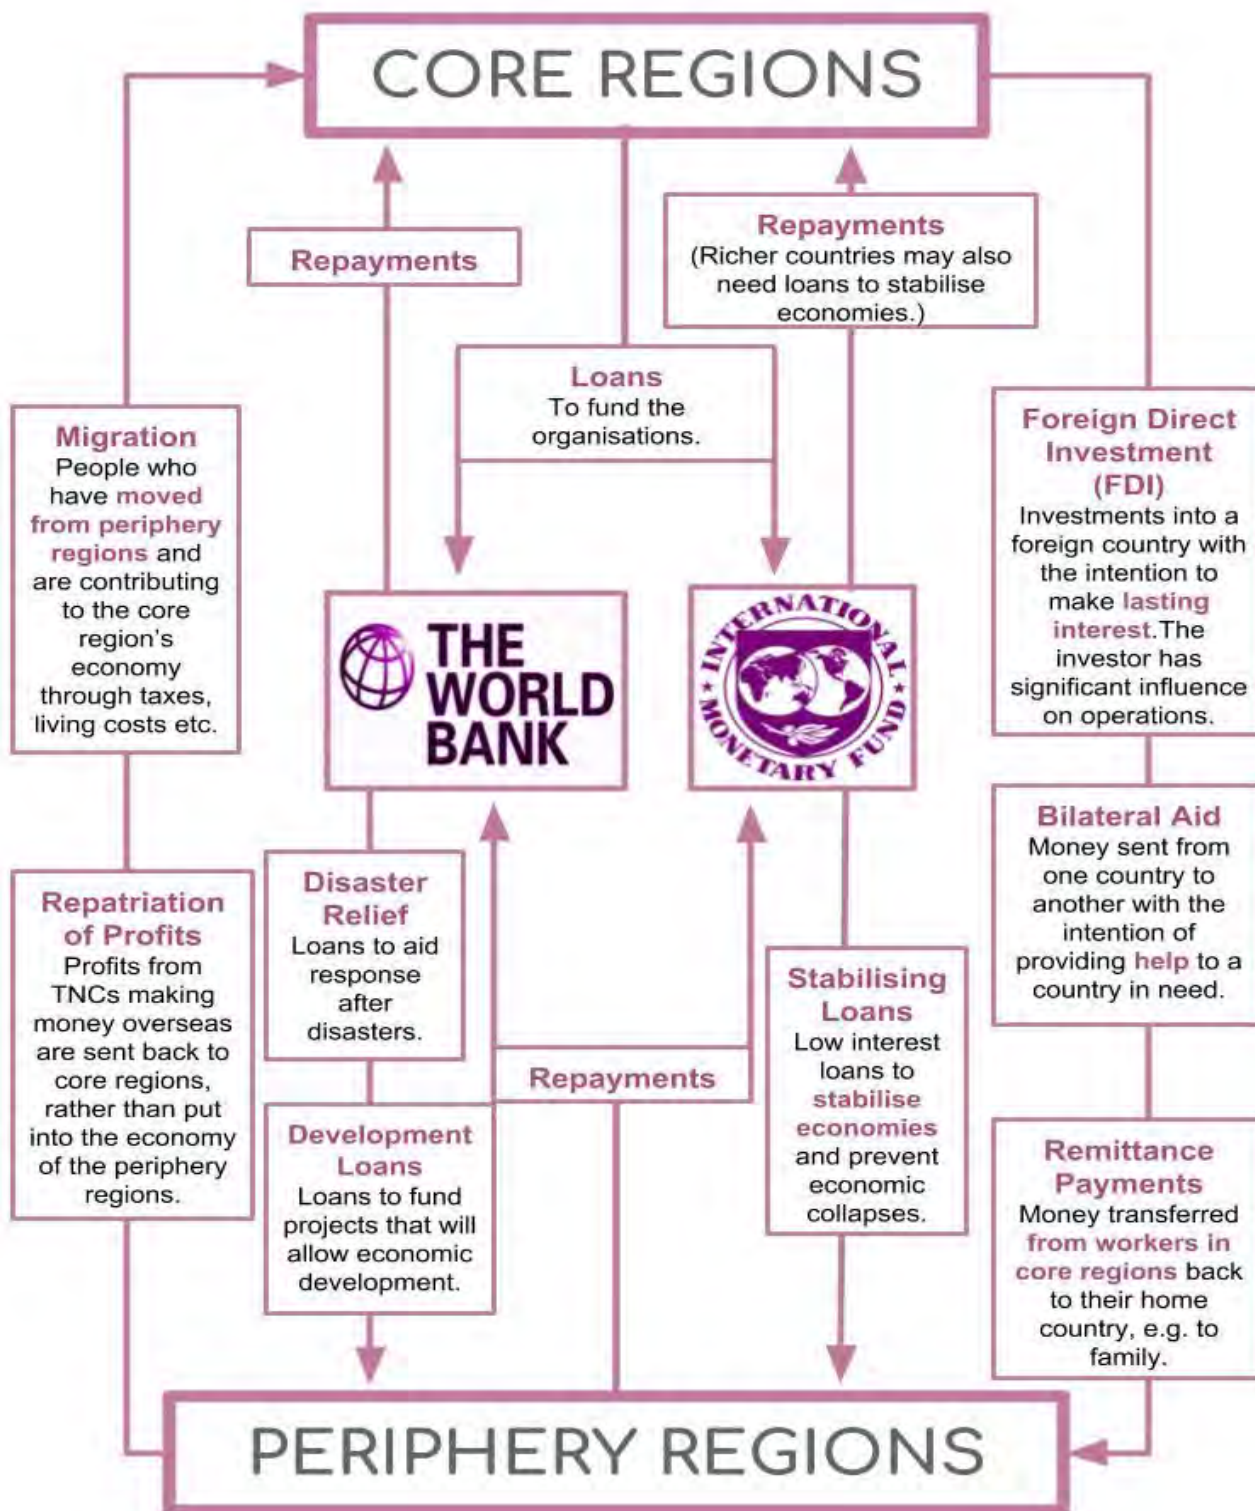 CORE REGIONS
Repayments
Repayments
(Richer countries may also
need loans to stabilise
economies.)
Loans
To fund the
organisations.
Migration
People who
have moved
from periphery
regions and
are contributing
to the core
region's
economy
through taxes,
living costs etc.
Foreign Direct
Investment
(FDI)
Investments into a
foreign country with
the intention to
make lasting
interest.The
investor has
significant influence
on operations.
THE
WORLD
BANK
INTERNATIONAL
MONETARY FUND
Repatriation
of Profits
Profits from
TNCs making
money overseas
are sent back to
core regions,
rather than put
into the economy
of the periphery
regions.
Disaster
Relief
Loans to aid
response
after
disasters.
Development
Loans
Loans to fund
projects that will
allow economic
development.
Repayments
Stabilising
Loans
Low interest
loans to
stabilise
economies
and prevent
economic
collapses.
Bilateral Aid
Money sent from
one country to
another with the
intention of
providing help to a
country in need.
Remittance
Payments
Money transferred
from workers in
core regions back
to their home
country, e.g. to
family.
PERIPHERY REGIONS